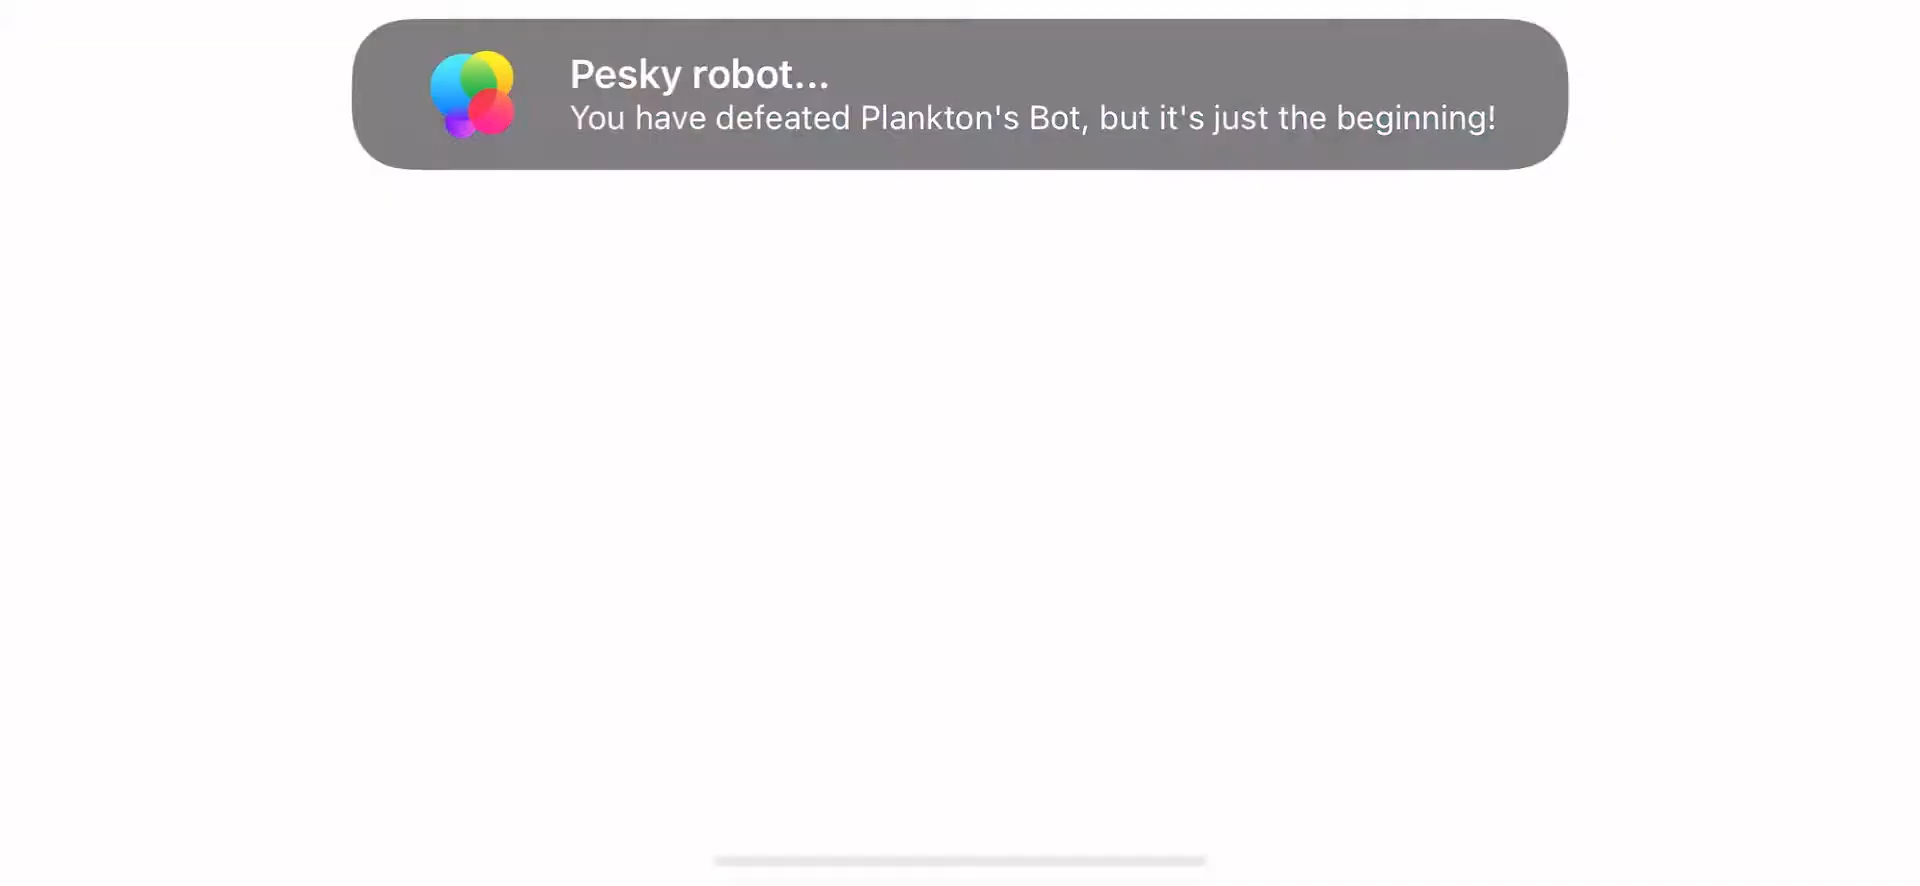 Pesky robot...
You have defeated Plankton's Bot, but it's just the beginning!